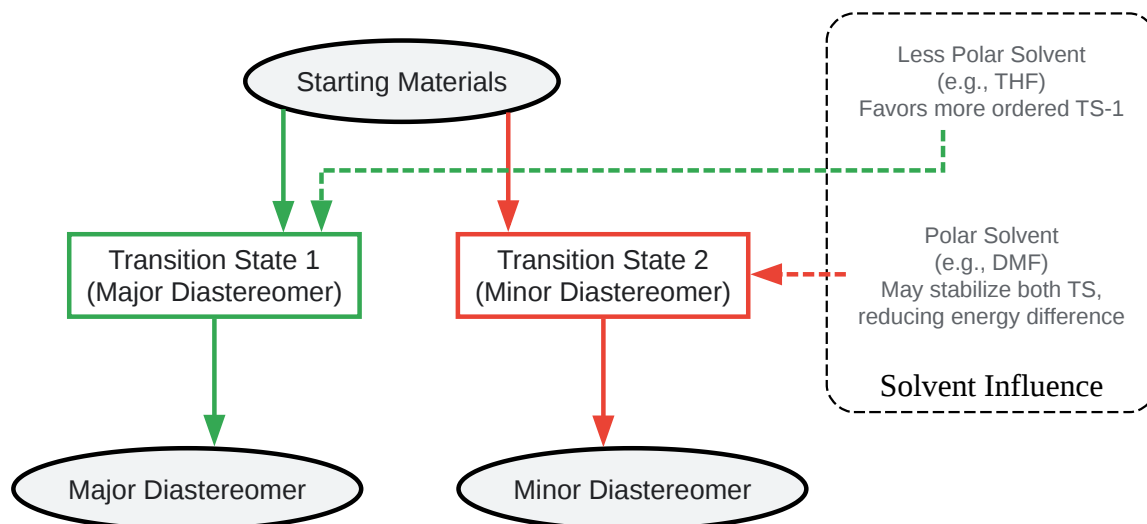 Starting Materials
Less Polar Solvent
(e.g., THF)
Favors more ordered TS-1
Transition State 1
(Major Diastereomer)
Transition State 2
(Minor Diastereomer)
Polar Solvent
(e.g., DMF)
May stabilize both TS,
reducing energy difference
Solvent Influence
Major Diastereomer
Minor Diastereomer